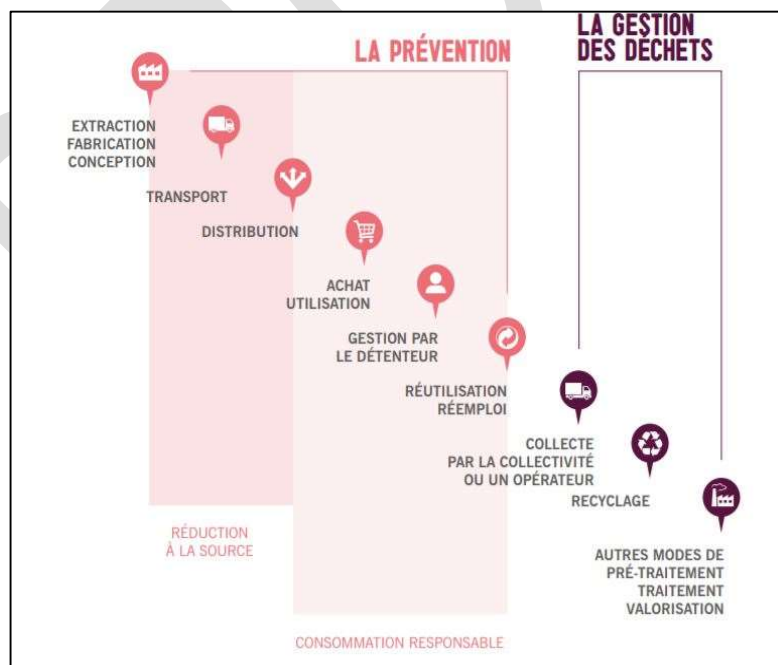 LA PRÉVENTION
LA GESTION
DES DÉCHETS
EXTRACTION
FABRICATION
CONCEPTION
TRANSPORT
DISTRIBUTION
ACHAT
UTILISATION
GESTION PAR
LE DÉTENTEUR
RÉUTILISATION
RÉEMPLOI
COLLECTE
PAR LA COLLECTIVITÉ
OU UN OPÉRATEUR
RECYCLAGE
AUTRES MODES DE
PRÉ-TRAITEMENT
TRAITEMENT
VALORISATION
RÉDUCTION
À LA SOURCE
CONSOMMATION RESPONSABLE